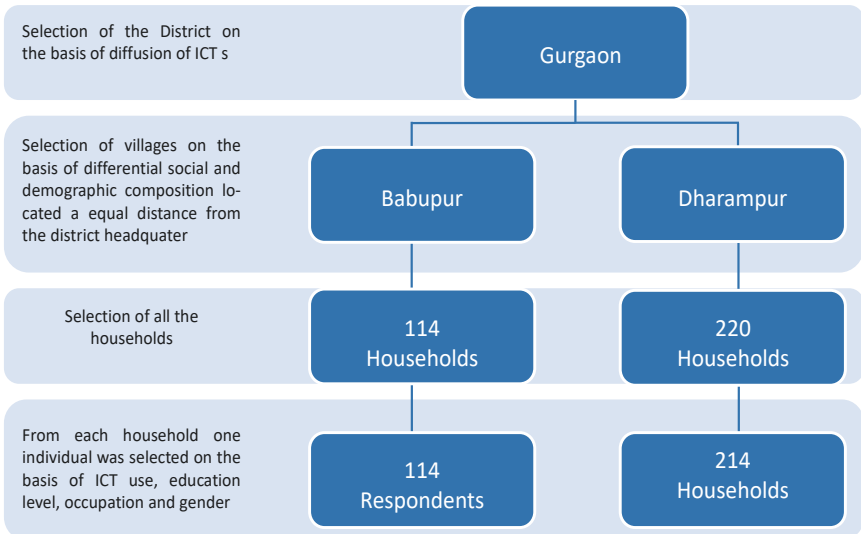 Selection of the District on
the basis of diffusion of ICT s
Gurgaon
Selection of villages on the
basis of differential social and
demographic composition lo-
cated a equal distance from
the district headquater
Babupur
Dharampur
Selection of all the
households
114
Households
220
Households
From each household one
individual was selected on the
basis of ICT use, education
level, occupation and gender
114
Respondents
214
Households